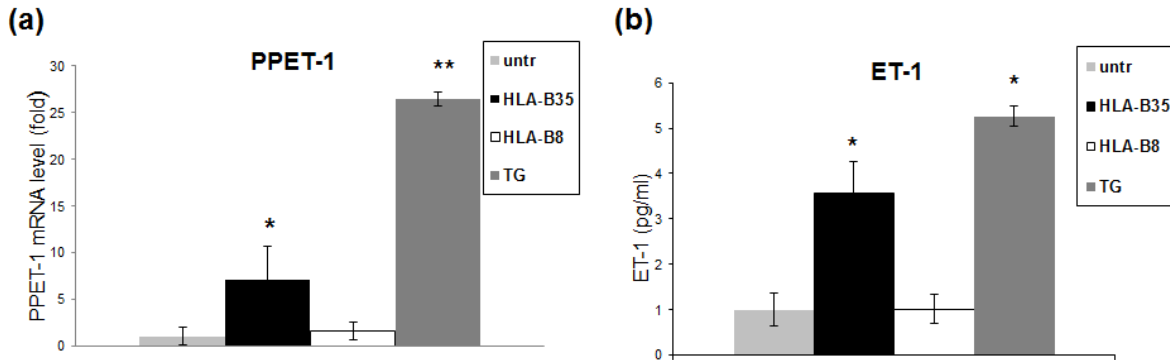 (a)
PPET-1
PPET-1 mRNA level (fold)
30
25
20
15
10
5
0
*
**
untr
HLA-B35
HLA-B8
TG
(b)
ET-1
ET-1 (pg/ml)
6
5
4
3
2
1
0
*
*
untr
HLA-B35
HLA-B8
TG